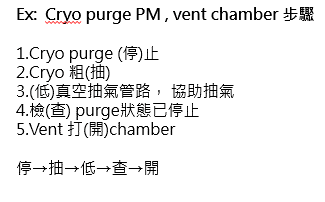 Ex:  Cryo purge PM , vent chamber 步驟
1.Cryo purge (停)止
2.Cryo 粗(抽)
3.(低)真空抽氣管路， 協助抽氣
4.檢(查) purge狀態已停止
5.Vent 打(開)chamber
停→抽→低→查→開